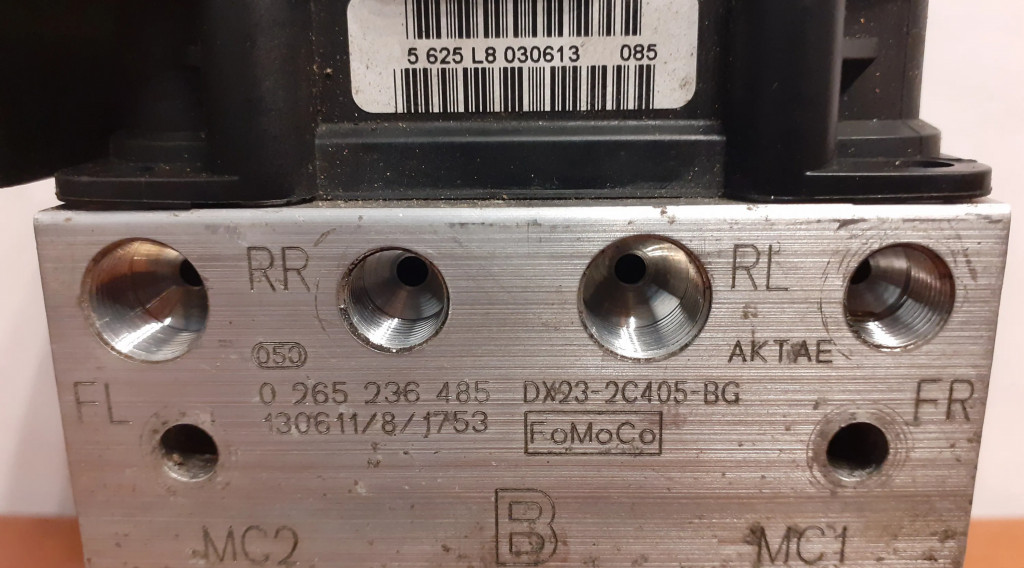 5 625 L8 030613 085
RR RL
050 AKTAE
FL 0 265 236 485 DX23-2C405-BG FR
130611/8/1753 FoMoCo
MC2 B MC1